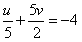 u/5 + 5v/2 = −4